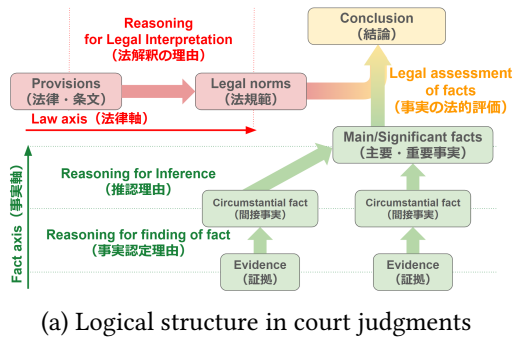 Reasoning
for Legal Interpretation
（法解釈の理由）
Conclusion
（結論）
Provisions
（法律・条文）
Legal norms
（法規範）
Legal assessment
of facts
（事実の法的評価）
Law axis（法律軸）
Main/Significant facts
（主要・重要事実）
Fact axis（事実軸）
Reasoning for Inference
（推認理由）
Circumstantial fact
（間接事実）
Circumstantial fact
（間接事実）
Reasoning for finding of fact
（事実認定理由）
Evidence
（証拠）
Evidence
（証拠）
(a) Logical structure in court judgments